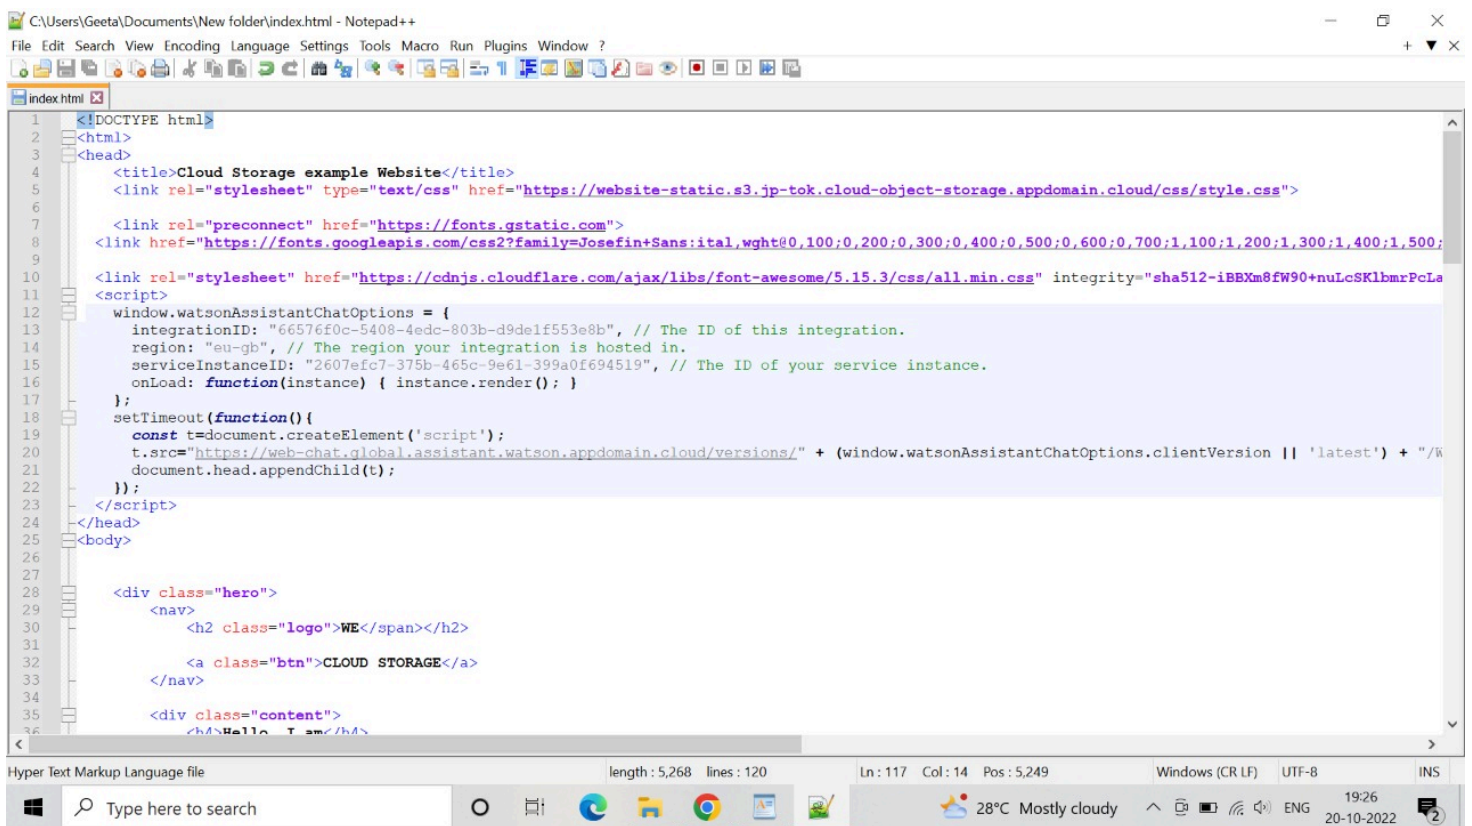 C:\Users\Geeta\Documents\New folder\index.html - Notepad++
File Edit Search View Encoding Language Settings Tools Macro Run Plugins Window ?
index.html
1 <!DOCTYPE html>
2 <html>
3 <head>
4 <title>Cloud Storage example Website</title>
5 <link rel="stylesheet" type="text/css" href="https://website-static.s3.jp-tok.cloud-object-storage.appdomain.cloud/css/style.css">
6
7 <link rel="preconnect" href="https://fonts.gstatic.com">
8 <link href="https://fonts.googleapis.com/css2?family=Josefin+Sans:ital,wght@0,100;0,200;0,300;0,400;0,500;0,600;0,700;1,100;1,200;1,300;1,400;1,500;
9
10 <link rel="stylesheet" href="https://cdnjs.cloudflare.com/ajax/libs/font-awesome/5.15.3/css/all.min.css" integrity="sha512-iBBXm8fW90+nuLcSKlbmrPcLa
11 <script>
12 window.watsonAssistantChatOptions = {
13 integrationID: "66576f0c-5408-4edc-803b-d9de1f553e8b", // The ID of this integration.
14 region: "eu-gb", // The region your integration is hosted in.
15 serviceInstanceID: "2607efc7-375b-465c-9e61-399a0f694519", // The ID of your service instance.
16 onLoad: function(instance) { instance.render(); }
17 };
18 setTimeout(function(){
19 const t=document.createElement('script');
20 t.src="https://web-chat.global.assistant.watson.appdomain.cloud/versions/" + (window.watsonAssistantChatOptions.clientVersion || 'latest') + "/W
21 document.head.appendChild(t);
22 });
23 </script>
24 </head>
25 <body>
26
27
28 <div class="hero">
29 <nav>
30 <h2 class="logo">WE</span></h2>
31
32 <a class="btn">CLOUD STORAGE</a>
33 </nav>
34
35 <div class="content">
36 <h4>Hello, I am</h4>
Hyper Text Markup Language file length : 5,268 lines : 120 Ln : 117 Col : 14 Pos : 5,249 Windows (CR LF) UTF-8 INS
Type here to search 28°C Mostly cloudy ENG 19:26
20-10-2022 2